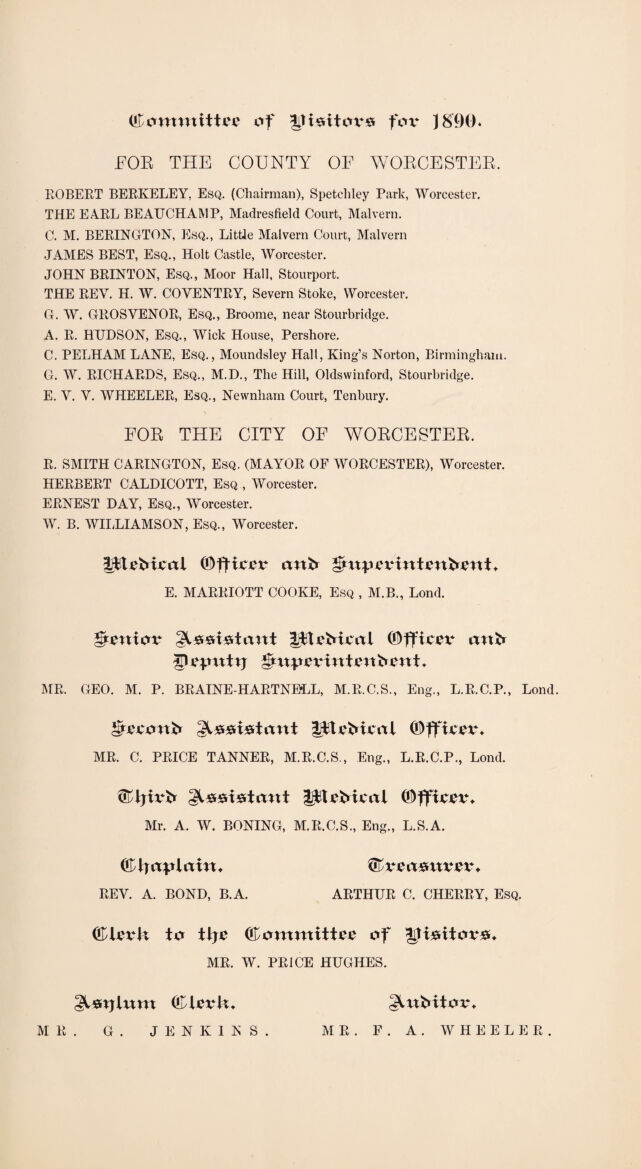 Committee of Visitors for 1890.
FOR THE COUNTY OF WORCESTER.
ROBERT BERKELEY, Esq. (Chairman), Spetchley Park, Worcester.
THE EARL BEAUCHAMP, Madresfield Court, Malvern.
C. M. BERINGTON, Esq., Little Malvern Court, Malvern
JAMES BEST, Esq., Holt Castle, Worcester.
JOHN BRINTON, Esq., Moor Hall, Stourport.
THE REV. H. W. COVENTRY, Severn Stoke, Worcester.
G. W. GROSVENOR, Esq., Broome, near Stourbridge.
A. R. HUDSON, Esq., Wick House, Pershore.
C. PELHAM LANE, Esq., Moundsley Hall, King's Norton, Birmingham.
G. W. RICHARDS, Esq., M.D., The Hill, Oldswinford, Stourbridge.
E. V. V. WHEELER, Esq., Newnham Court, Tenbury.
FOR THE CITY OF WORCESTER.
R. SMITH CARINGTON, Esq. (MAYOR OF WORCESTER), Worcester.
HERBERT CALDICOTT, Esq , Worcester.
ERNEST DAY, Esq., Worcester.
W. B. WILLIAMSON, Esq., Worcester.
Medical Officer and Superintendent.
E. MARRIOTT COOKE, Esq , M.B., Lond.
Senior Assistant Medical Officer and
Deputy Superintendent.
MR. GEO. M. P. BRAINE-HARTNELL, M.R.C.S., Eng., L.R.C.P., Lond.
Second Assistant Medical Officer.
MR. C. PRICE TANNER, M.R.C.S., Eng., L.R.C.P., Lond.
Third Assistant Medical Officer.
Mr. A. W. BONING, M.R.C.S., Eng., L.S.A.
Chaplain. Treasurer.
REV. A. BOND, B.A. ARTHUR C. CHERRY, Esq.
Clerk to the Committee of Visitors.
MR. W. PRICE HUGHES.
Asylum Clerk. Auditor.
MR. G. JENKINS. MR. F. A. WHEELER.